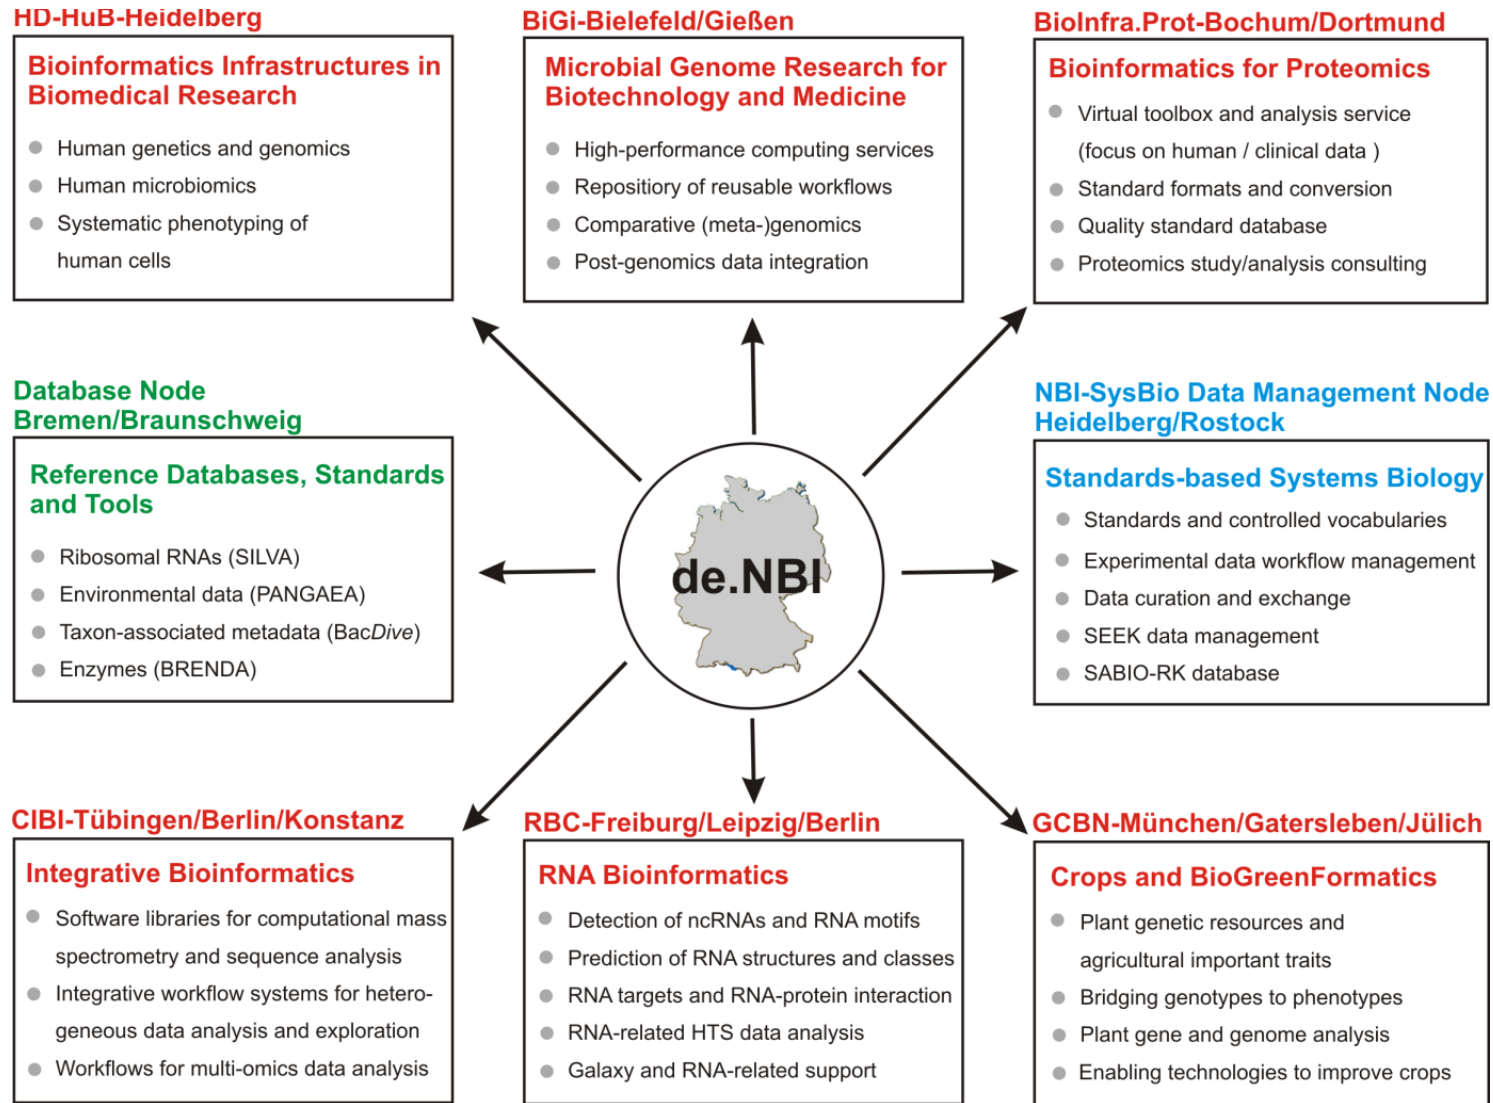 HD-HuB-Heidelberg
Bioinformatics Infrastructures in
Biomedical Research
Human genetics and genomics
Human microbiomics
Systematic phenotyping of
human cells
BiGi-Bielefeld/Gießen
Microbial Genome Research for
Biotechnology and Medicine
High-performance computing services
Repositiory of reusable workflows
Comparative (meta-)genomics
Post-genomics data integration
BioInfra.Prot-Bochum/Dortmund
Bioinformatics for Proteomics
Virtual toolbox and analysis service
(focus on human / clinical data )
Standard formats and conversion
Quality standard database
Proteomics study/analysis consulting
Database Node
Bremen/Braunschweig
Reference Databases, Standards
and Tools
Ribosomal RNAs (SILVA)
Environmental data (PANGAEA)
Taxon-associated metadata (BacDive)
Enzymes (BRENDA)
de.NBI
NBI-SysBio Data Management Node
Heidelberg/Rostock
Standards-based Systems Biology
Standards and controlled vocabularies
Experimental data workflow management
Data curation and exchange
SEEK data management
SABIO-RK database
CIBI-Tübingen/Berlin/Konstanz
Integrative Bioinformatics
Software libraries for computational mass
spectrometry and sequence analysis
Integrative workflow systems for hetero-
geneous data analysis and exploration
Workflows for multi-omics data analysis
RBC-Freiburg/Leipzig/Berlin
RNA Bioinformatics
Detection of ncRNAs and RNA motifs
Prediction of RNA structures and classes
RNA targets and RNA-protein interaction
RNA-related HTS data analysis
Galaxy and RNA-related support
GCBN-München/Gatersleben/Jülich
Crops and BioGreenFormatics
Plant genetic resources and
agricultural important traits
Bridging genotypes to phenotypes
Plant gene and genome analysis
Enabling technologies to improve crops